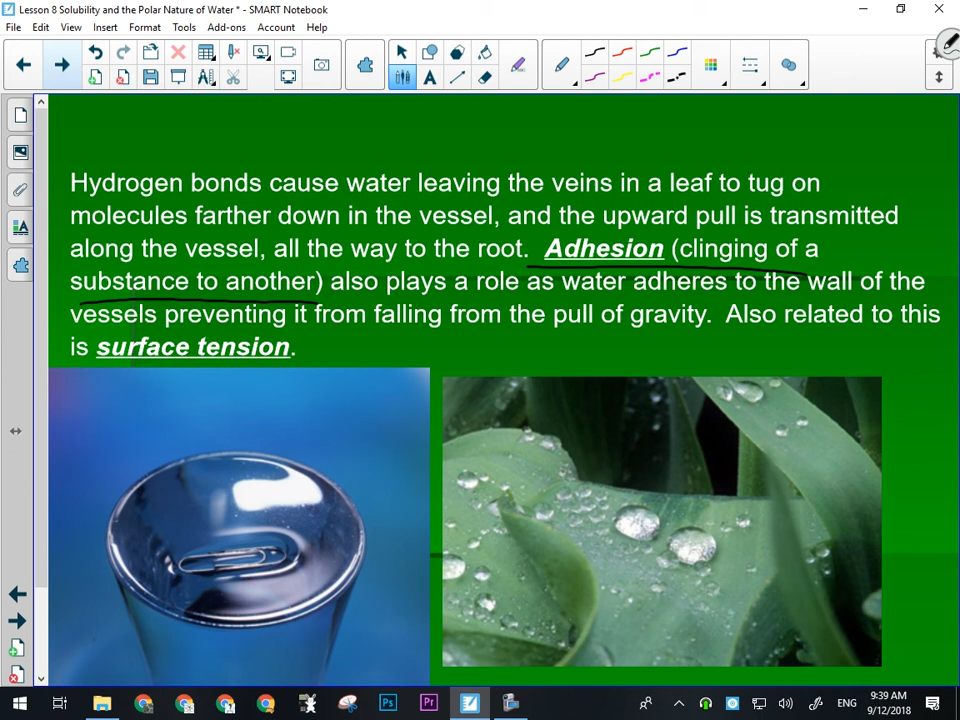 Lesson 8 Solubility and the Polar Nature of Water * - SMART Notebook
File Edit View Insert Format Tools Add-ons Account Help
Hydrogen bonds cause water leaving the veins in a leaf to tug on
molecules farther down in the vessel, and the upward pull is transmitted
along the vessel, all the way to the root. Adhesion (clinging of a
substance to another) also plays a role as water adheres to the wall of the
vessels preventing it from falling from the pull of gravity. Also related to this
is surface tension.
Ps Pr ENG 9:39 AM
9/12/2018